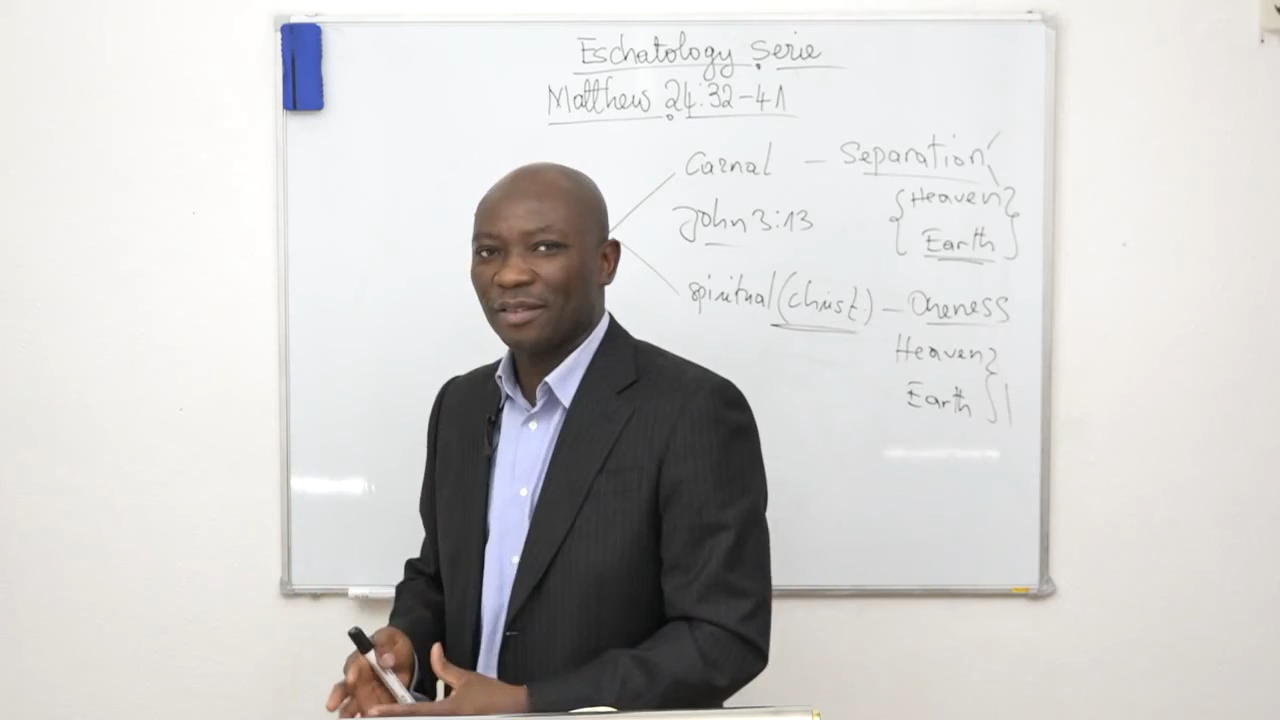 Eschatology Serie
Matthew 24:32-41
Carnal - Separation
{Heaven}
John 3:13
{Earth}
spiritual (christ.) - Oneness
Heaven}
Earth }